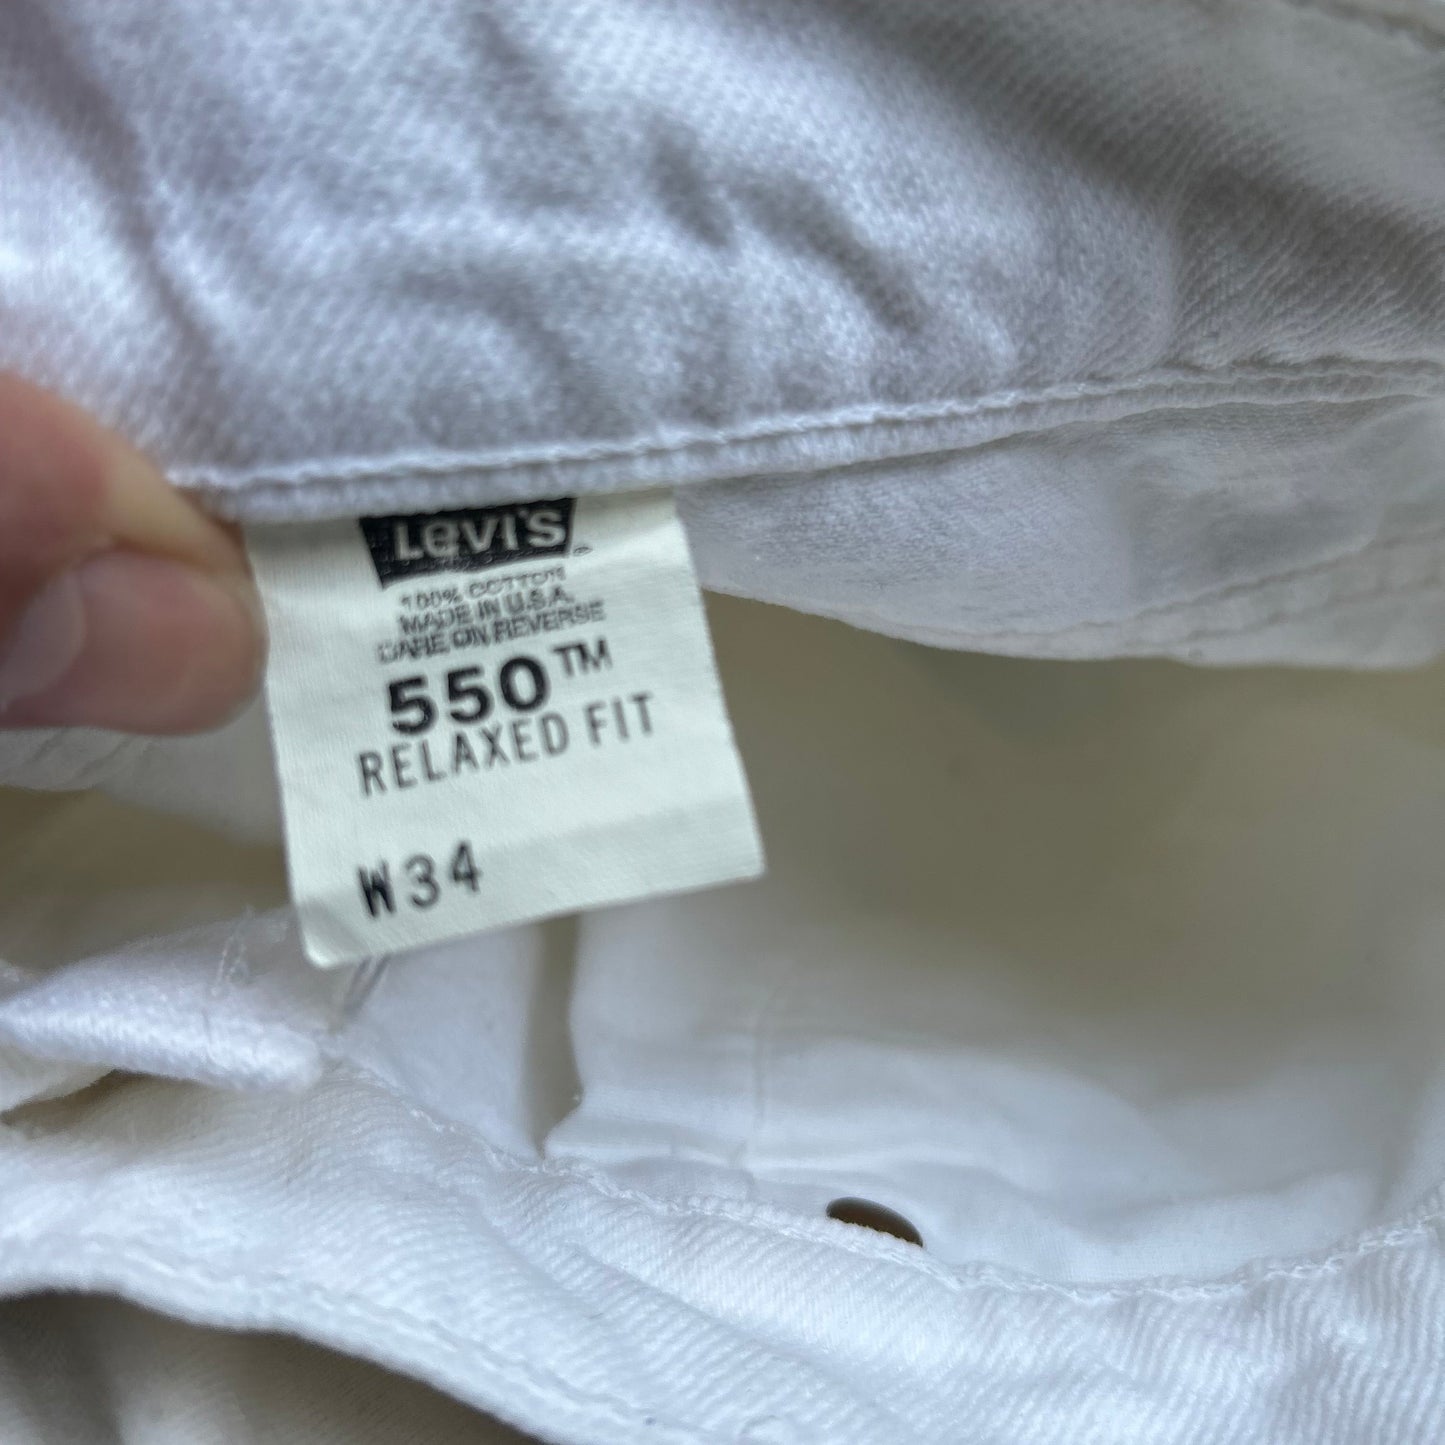 Levi's®
100% COTTON
MADE IN U.S.A.
CARE ON REVERSE
550™
RELAXED FIT
W34